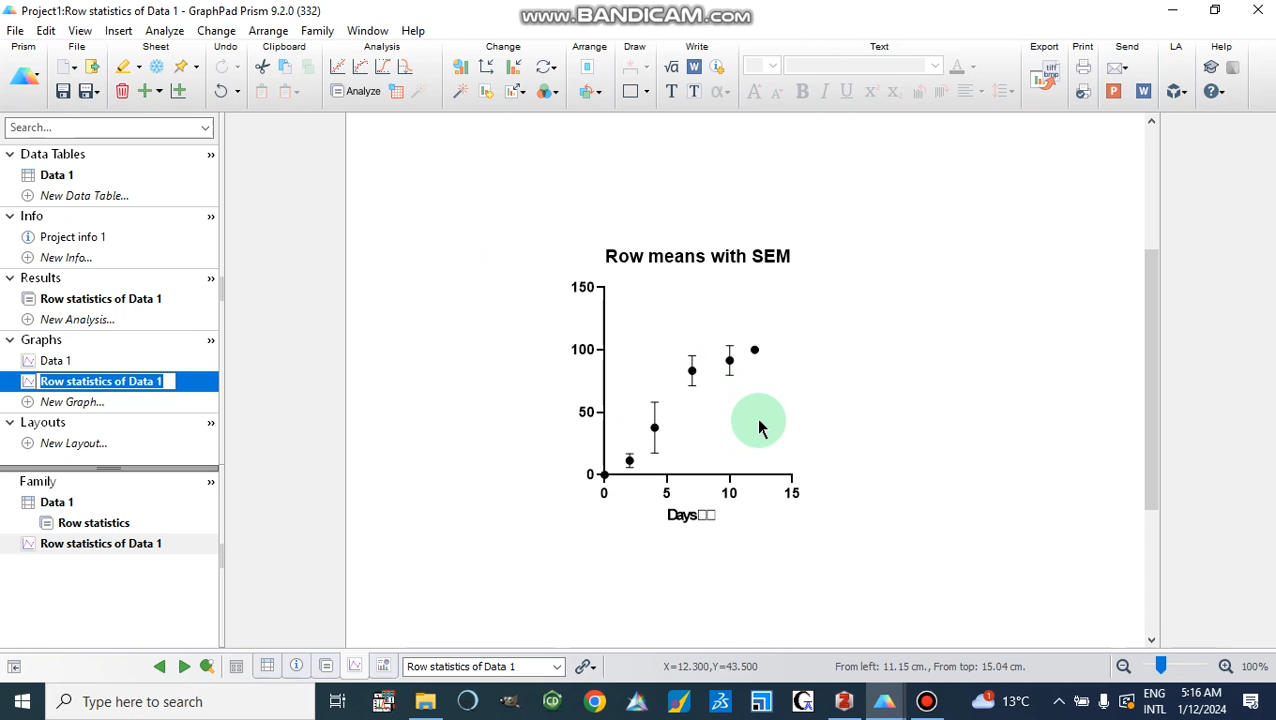 Project1:Row statistics of Data 1 - GraphPad Prism 9.2.0 (332)
www.BANDICAM.com
File Edit View Insert Analyze Change Arrange Family Window Help
Prism File Sheet Undo Clipboard Analysis Change Arrange Draw Write Text Export Print Send LA Help
Analyze
Search...
Data Tables
Data 1
New Data Table...
Info
Project info 1
New Info...
Results
Row statistics of Data 1
New Analysis...
Graphs
Data 1
Row statistics of Data 1
New Graph...
Layouts
New Layout...
Family
Data 1
Row statistics
Row statistics of Data 1
Row means with SEM
150
100
50
0
0 5 10 15
Days□□
Row statistics of Data 1
X=12.300,Y=43.500
From left: 11.15 cm., From top: 15.04 cm.
100%
Type here to search
1
13°C
ENG
INTL
5:16 AM
1/12/2024